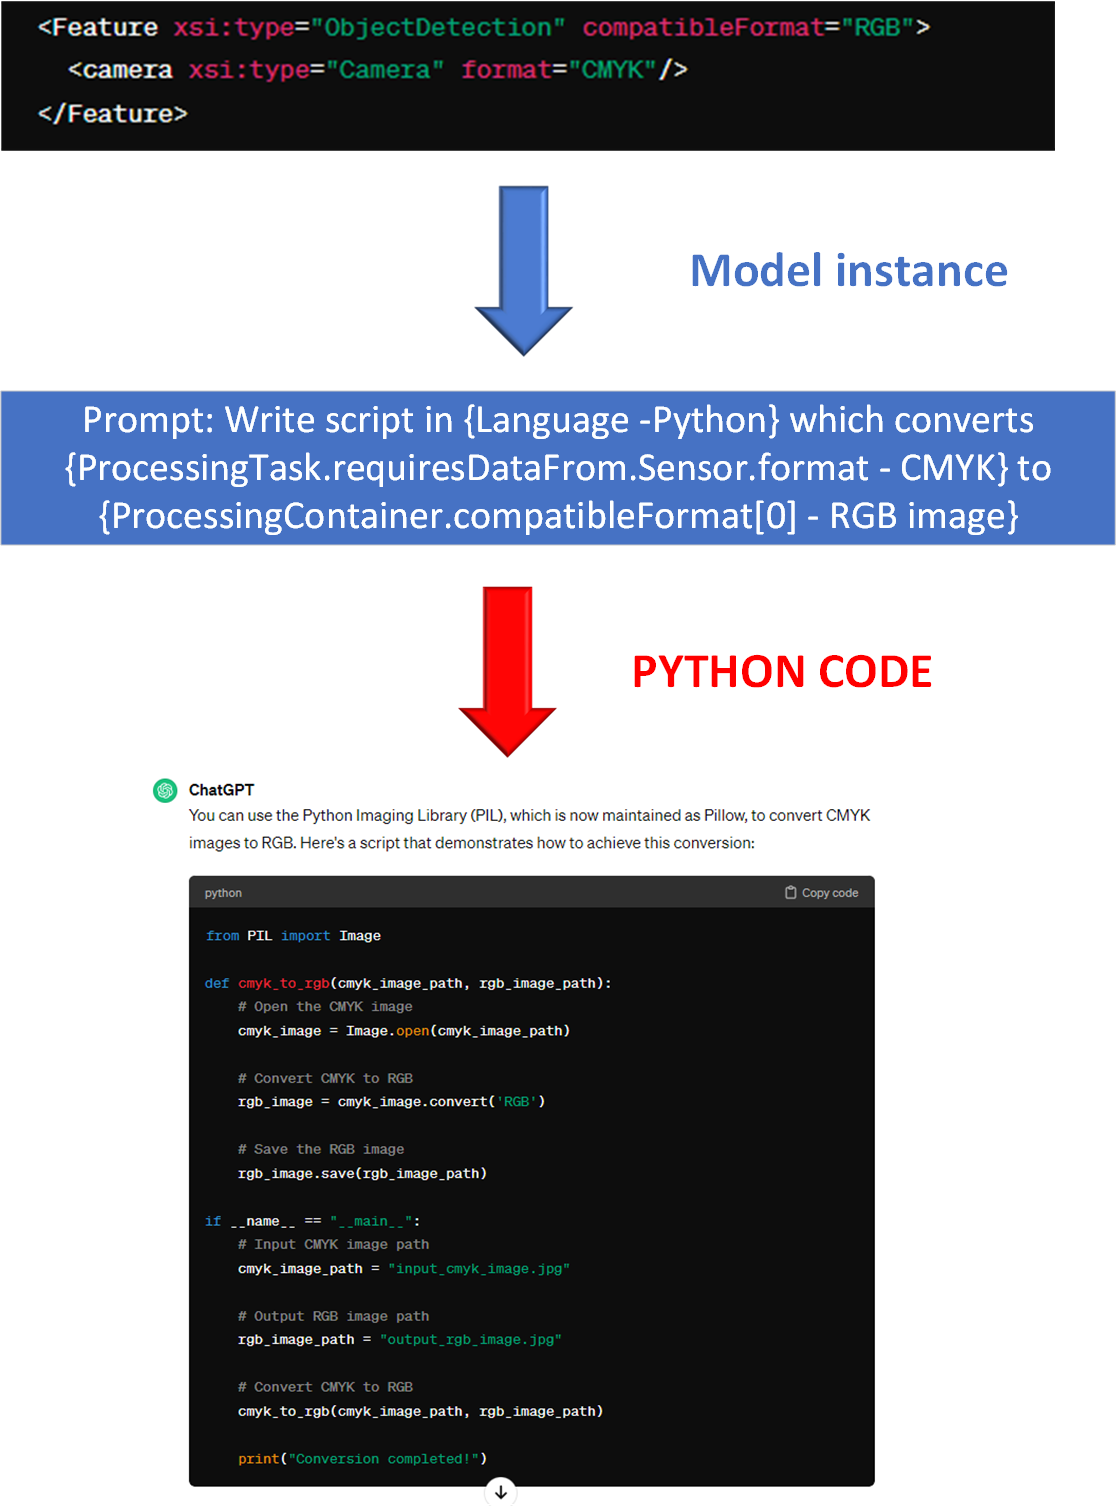 <Feature xsi:type="ObjectDetection" compatibleFormat="RGB">
<camera xsi:type="Camera" format="CMYK"/>
</Feature>
Model instance
Prompt: Write script in {Language -Python} which converts
{ProcessingTask.requiresDataFrom.Sensor.format - CMYK} to
{ProcessingContainer.compatibleFormat[0] - RGB image}
PYTHON CODE
ChatGPT
You can use the Python Imaging Library (PIL), which is now maintained as Pillow, to convert CMYK
images to RGB. Here's a script that demonstrates how to achieve this conversion:
python Copy code
from PIL import Image
def cmyk_to_rgb(cmyk_image_path, rgb_image_path):
# Open the CMYK image
cmyk_image = Image.open(cmyk_image_path)
# Convert CMYK to RGB
rgb_image = cmyk_image.convert('RGB')
# Save the RGB image
rgb_image.save(rgb_image_path)
if __name__ == "__main__":
# Input CMYK image path
cmyk_image_path = "input_cmyk_image.jpg"
# Output RGB image path
rgb_image_path = "output_rgb_image.jpg"
# Convert CMYK to RGB
cmyk_to_rgb(cmyk_image_path, rgb_image_path)
print("Conversion completed!")